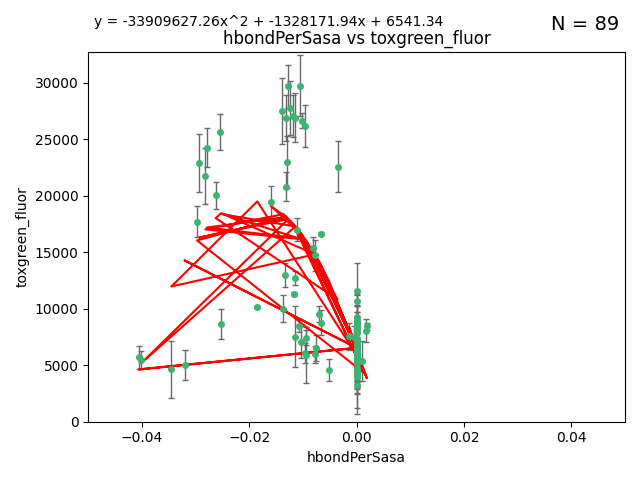 y = -33909627.26x^2 + -1328171.94x + 6541.34
N = 89
hbondPerSasa vs toxgreen_fluor
30000
25000
20000
15000
10000
5000
0
toxgreen_fluor
−0.04
−0.02
0.00
0.02
0.04
hbondPerSasa